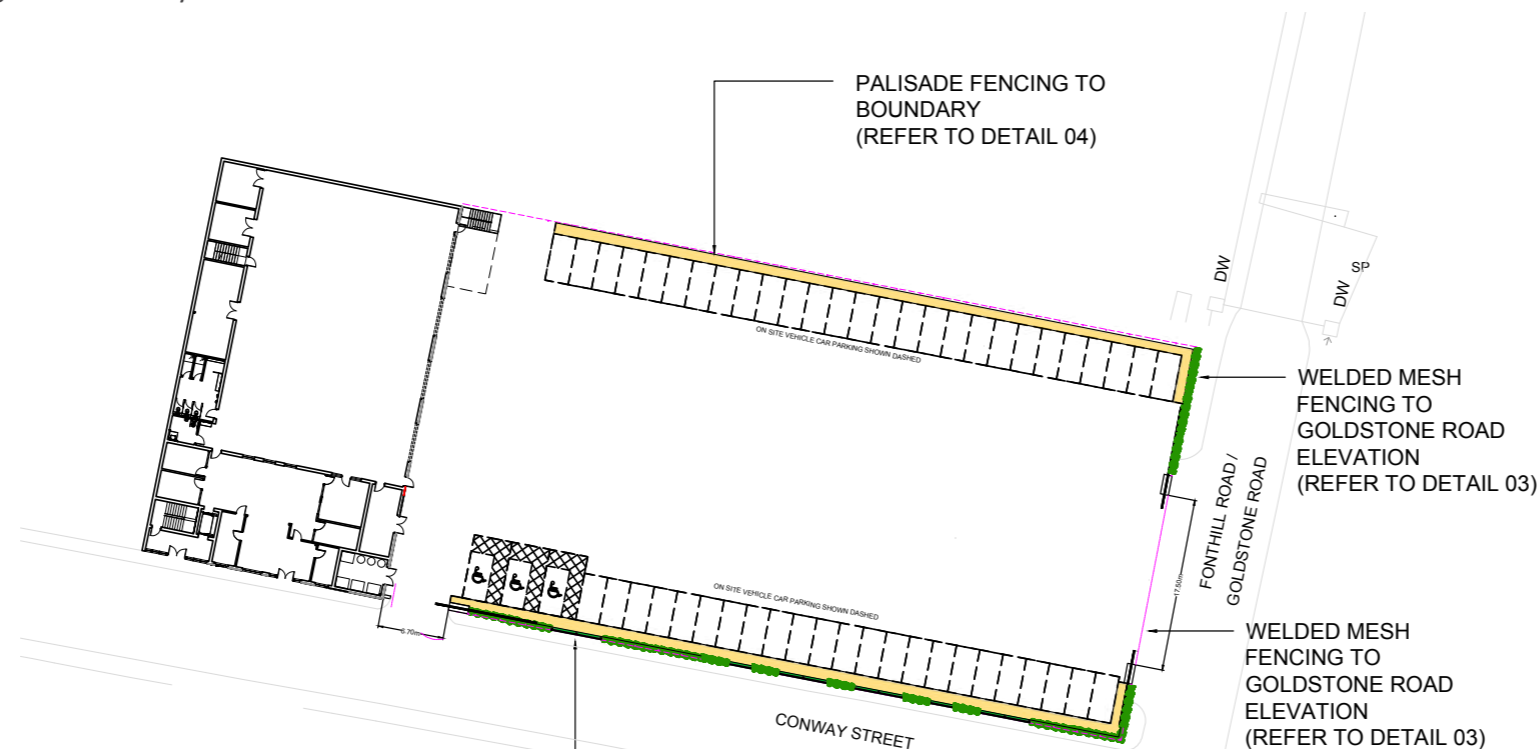 PALISADE FENCING TO
BOUNDARY
(REFER TO DETAIL 04)
DW
SP
DW
ON SITE VEHICLE CAR PARKING SHOWN DASHED
WELDED MESH
FENCING TO
GOLDSTONE ROAD
ELEVATION
(REFER TO DETAIL 03)
FONTHILL ROAD /
GOLDSTONE ROAD
17.50m
ON SITE VEHICLE CAR PARKING SHOWN DASHED
WELDED MESH
FENCING TO
GOLDSTONE ROAD
ELEVATION
(REFER TO DETAIL 03)
CONWAY STREET